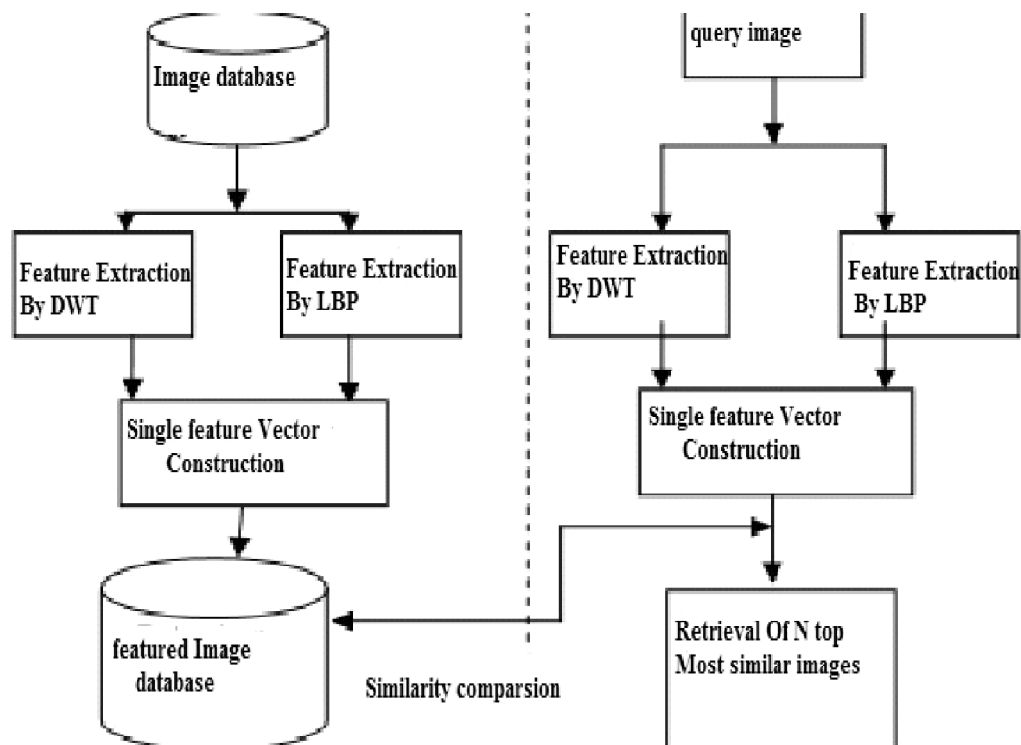 Image database
Feature Extraction
By DWT
Feature Extraction
By LBP
Single feature Vector
Construction
featured Image
database
Similarity comparsion
query image
Feature Extraction
By DWT
Feature Extraction
By LBP
Single feature Vector
Construction
Retrieval Of N top
Most similar images